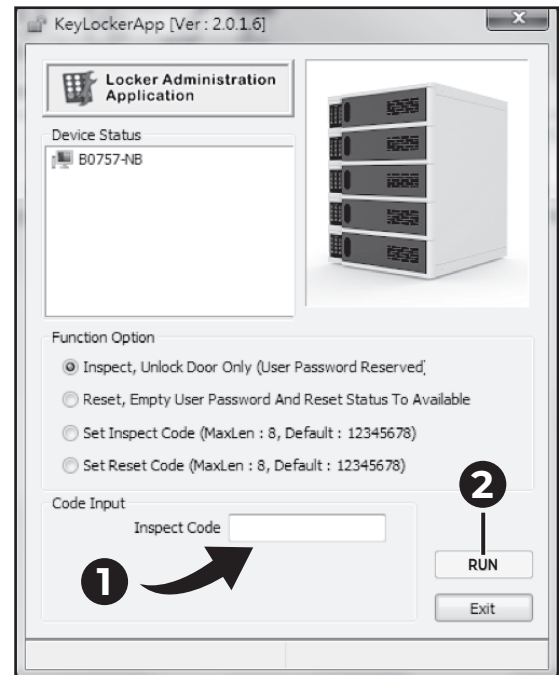 KeyLockerApp [Ver : 2.0.1.6]
Locker Administration
Application
Device Status
B0757-NB
Function Option
Inspect, Unlock Door Only (User Password Reserved)
Reset, Empty User Password And Reset Status To Available
Set Inspect Code (MaxLen : 8, Default : 12345678)
Set Reset Code (MaxLen : 8, Default : 12345678)
Code Input
Inspect Code
1
2
RUN
Exit